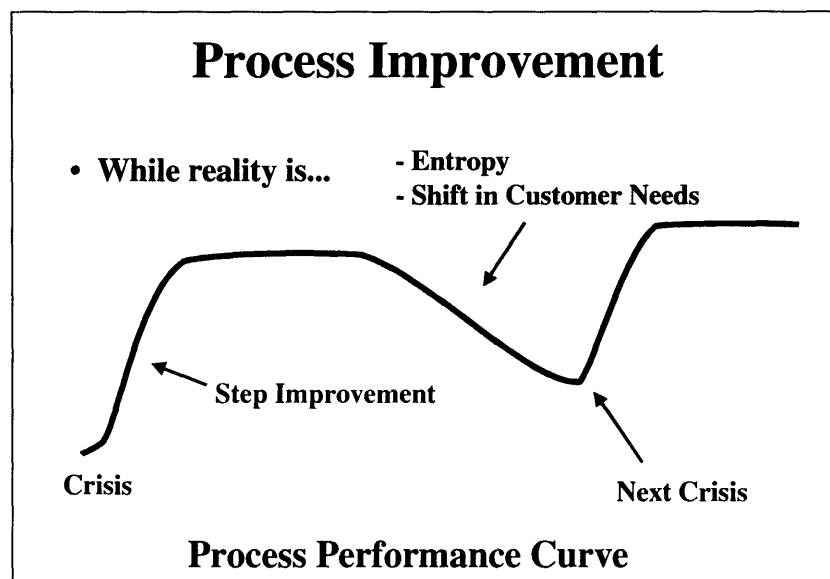 Process Improvement
• While reality is...
- Entropy
- Shift in Customer Needs
Step Improvement
Crisis
Next Crisis
Process Performance Curve